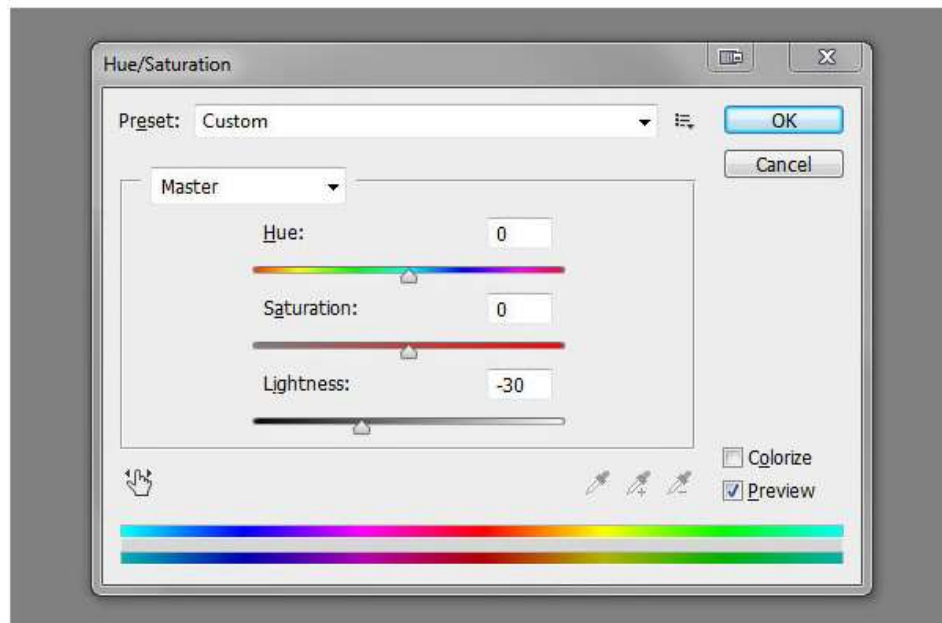 Hue/Saturation
Preset: Custom
OK
Cancel
Master
Hue: 0
Saturation: 0
Lightness: -30
Colorize
Preview